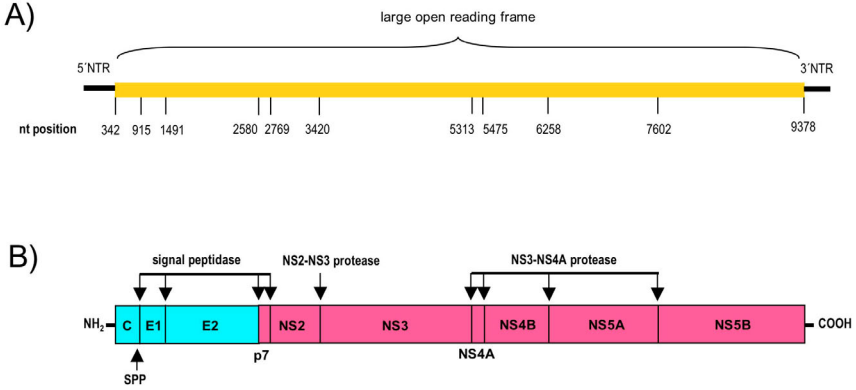 A)
large open reading frame
5´NTR
3´NTR
nt position 342 915 1491 2580 2769 3420 5313 5475 6258 7602 9378
B)
signal peptidase NS2-NS3 protease NS3-NS4A protease
NH2 C E1 E2 NS2 NS3 NS4B NS5A NS5B COOH
p7 NS4A
SPP